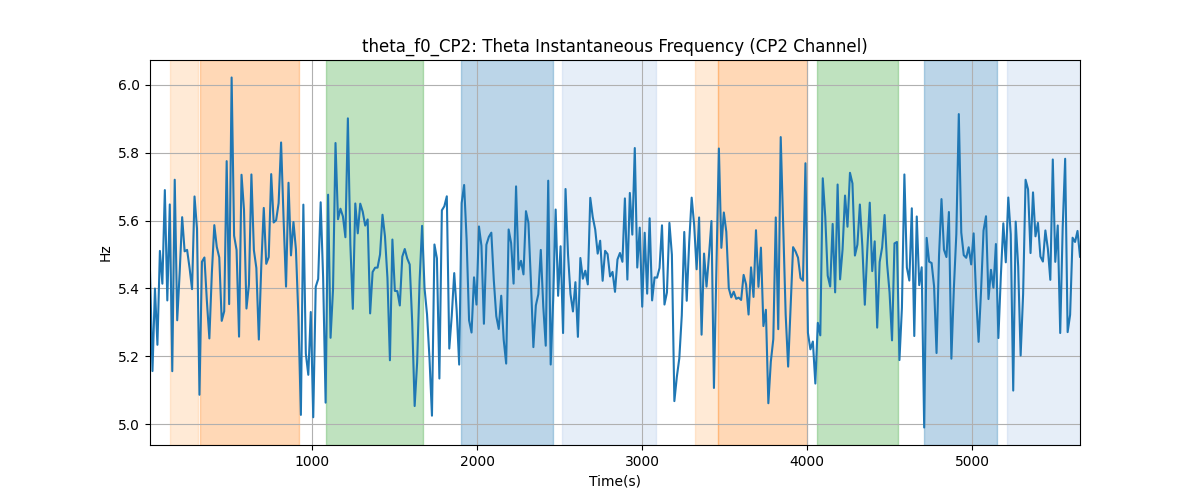 theta_f0_CP2: Theta Instantaneous Frequency (CP2 Channel)
Hz
6.0
5.8
5.6
5.4
5.2
5.0
1000 2000 3000 4000 5000
Time(s)